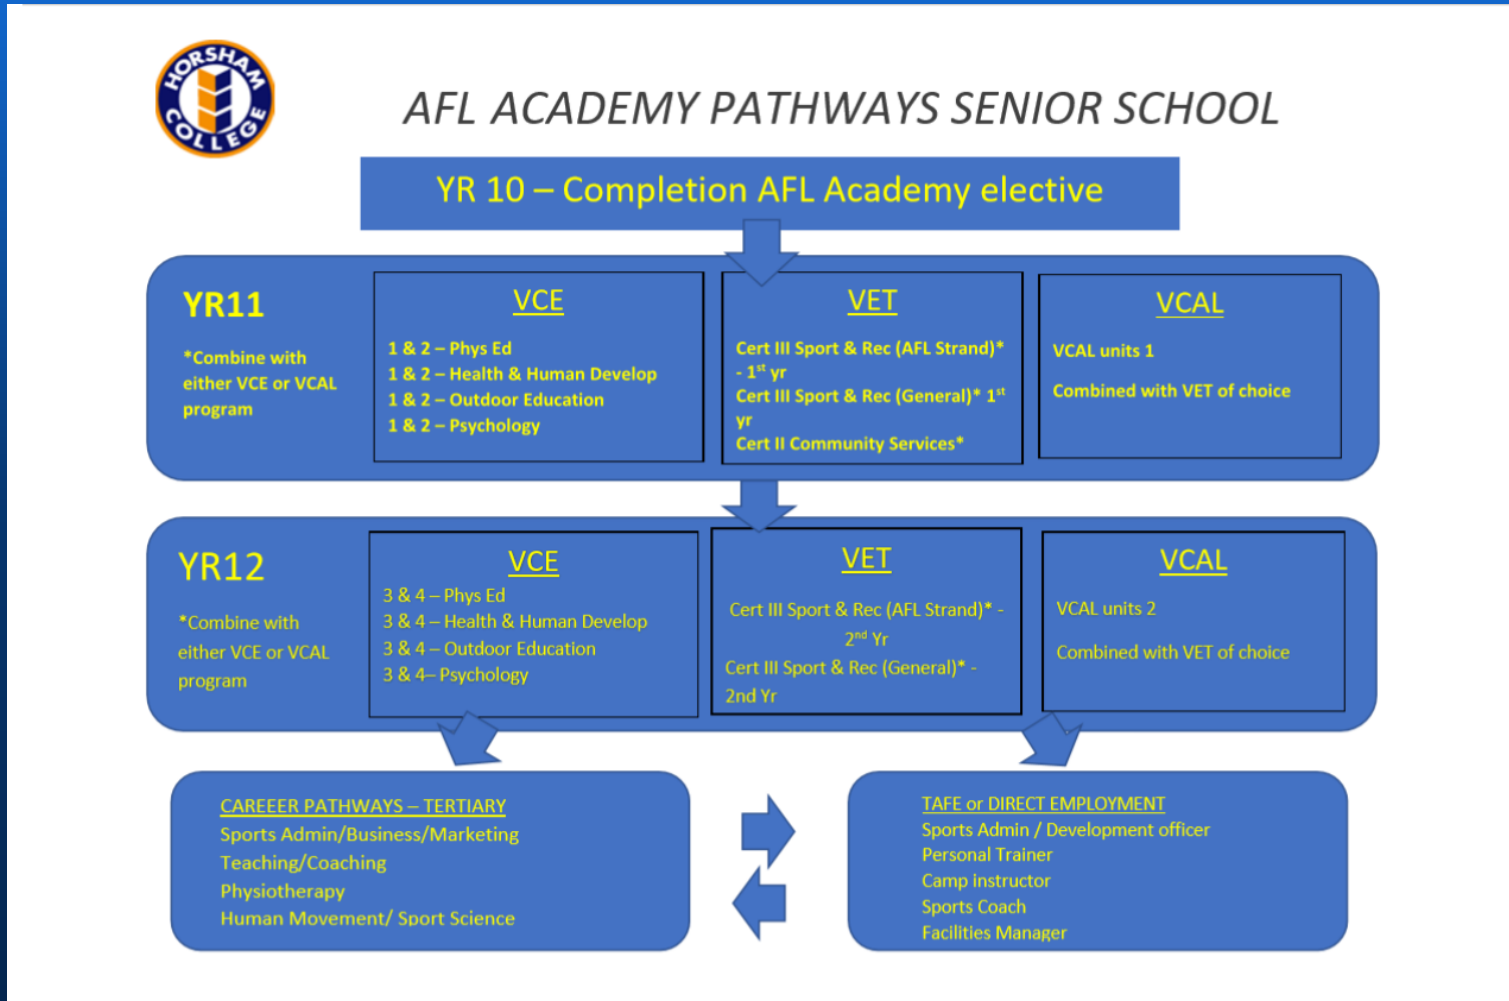 HORSHAM
COLLEGE
AFL ACADEMY PATHWAYS SENIOR SCHOOL
YR 10 – Completion AFL Academy elective
YR11
*Combine with
either VCE or VCAL
program
VCE
1 & 2 – Phys Ed
1 & 2 – Health & Human Develop
1 & 2 – Outdoor Education
1 & 2 – Psychology
VET
Cert III Sport & Rec (AFL Strand)*
- 1st yr
Cert III Sport & Rec (General)* 1st
yr
Cert II Community Services*
VCAL
VCAL units 1
Combined with VET of choice
YR12
*Combine with
either VCE or VCAL
program
VCE
3 & 4 – Phys Ed
3 & 4 – Health & Human Develop
3 & 4 – Outdoor Education
3 & 4– Psychology
VET
Cert III Sport & Rec (AFL Strand)* -
2nd Yr
Cert III Sport & Rec (General)* -
2nd Yr
VCAL
VCAL units 2
Combined with VET of choice
CAREEER PATHWAYS – TERTIARY
Sports Admin/Business/Marketing
Teaching/Coaching
Physiotherapy
Human Movement/ Sport Science
TAFE or DIRECT EMPLOYMENT
Sports Admin / Development officer
Personal Trainer
Camp instructor
Sports Coach
Facilities Manager